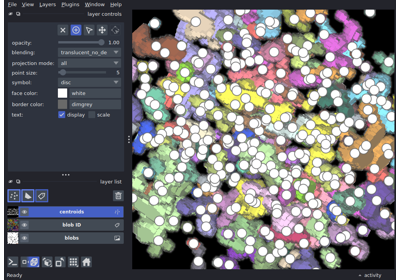 File View Layers Plugins Window Help
layer controls
opacity: 1.00
blending: translucent_no_de
projection mode: all
point size: 5
symbol: disc
face color: white
border color: dimgrey
text: display scale
layer list
centroids
blob ID
blobs
Ready activity